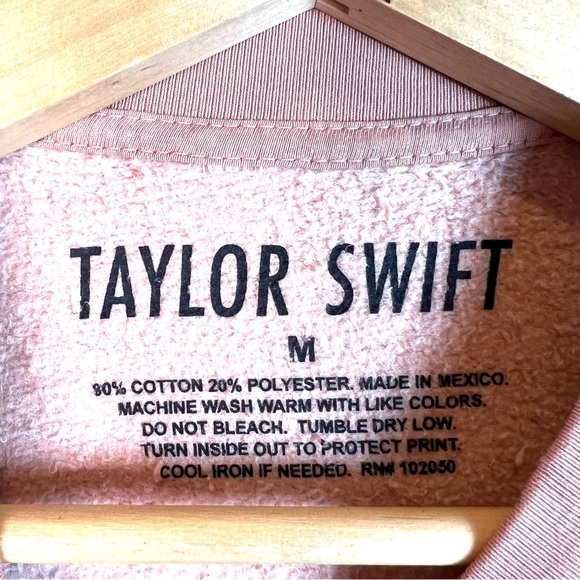 TAYLOR SWIFT
M
80% COTTON 20% POLYESTER. MADE IN MEXICO.
MACHINE WASH WARM WITH LIKE COLORS.
DO NOT BLEACH. TUMBLE DRY LOW.
TURN INSIDE OUT TO PROTECT PRINT.
COOL IRON IF NEEDED. RN# 102050